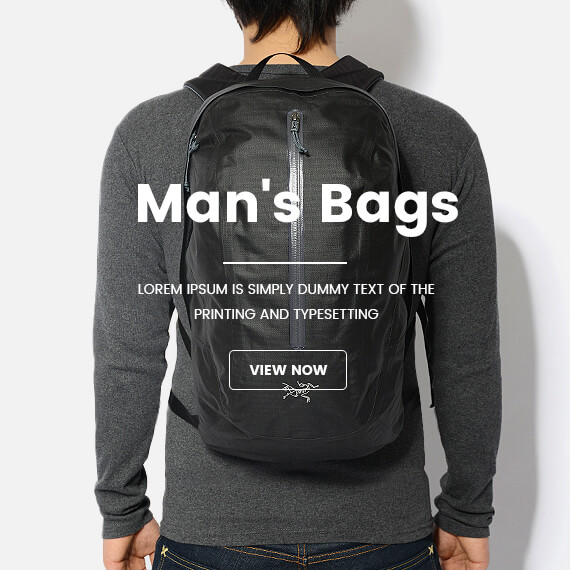 Man's Bags
LOREM IPSUM IS SIMPLY DUMMY TEXT OF THE
PRINTING AND TYPESETTING
VIEW NOW